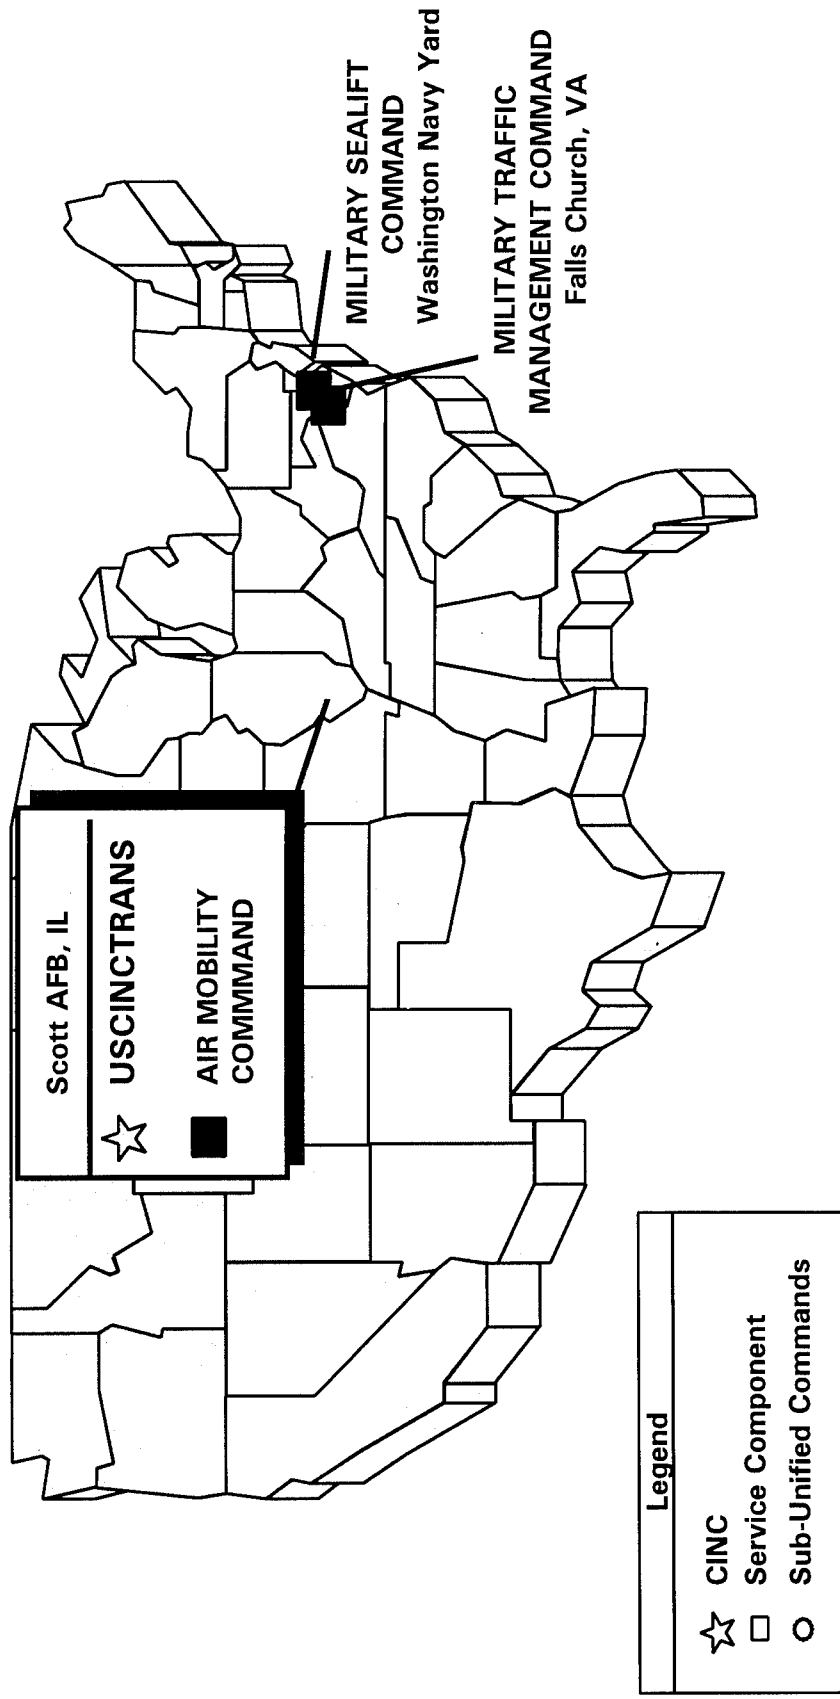 Scott AFB, IL
USCINCTRANS
AIR MOBILITY
COMMMAND
MILITARY SEALIFT
COMMAND
Washington Navy Yard
MILITARY TRAFFIC
MANAGEMENT COMMAND
Falls Church, VA
Legend
CINC
Service Component
Sub-Unified Commands